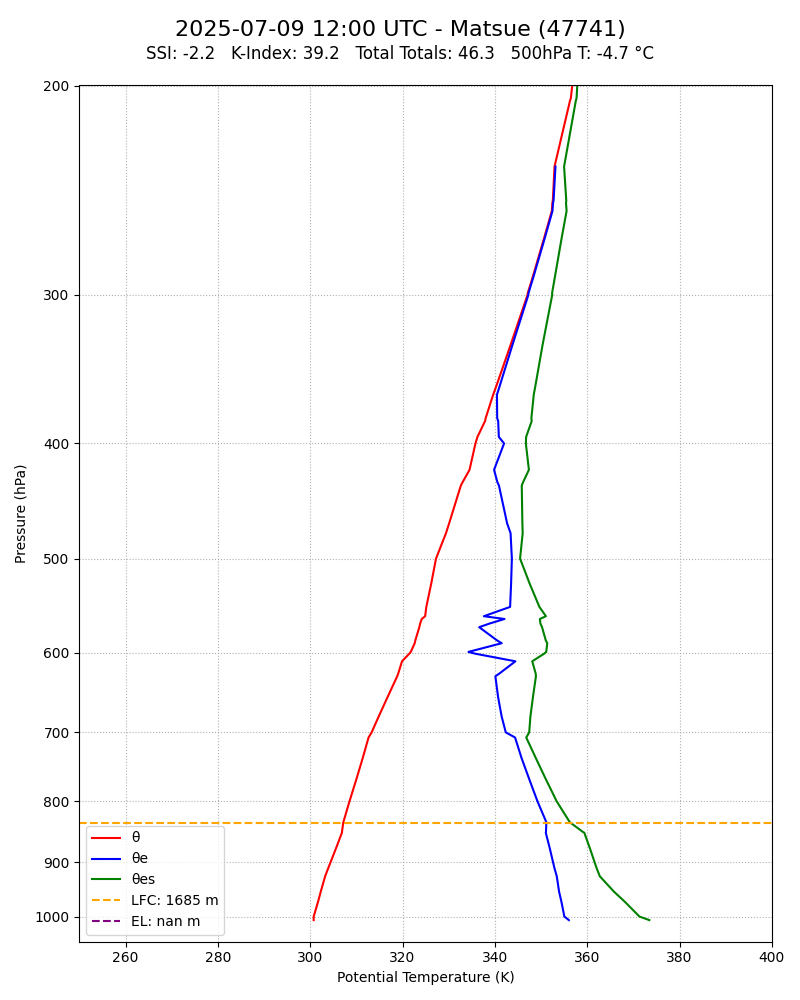 2025-07-09 12:00 UTC - Matsue (47741)
SSI: -2.2   K-Index: 39.2   Total Totals: 46.3   500hPa T: -4.7 °C
200
300
400
500
600
700
800
900
1000
Pressure (hPa)
θ
θe
θes
LFC: 1685 m
EL: nan m
260 280 300 320 340 360 380 400
Potential Temperature (K)